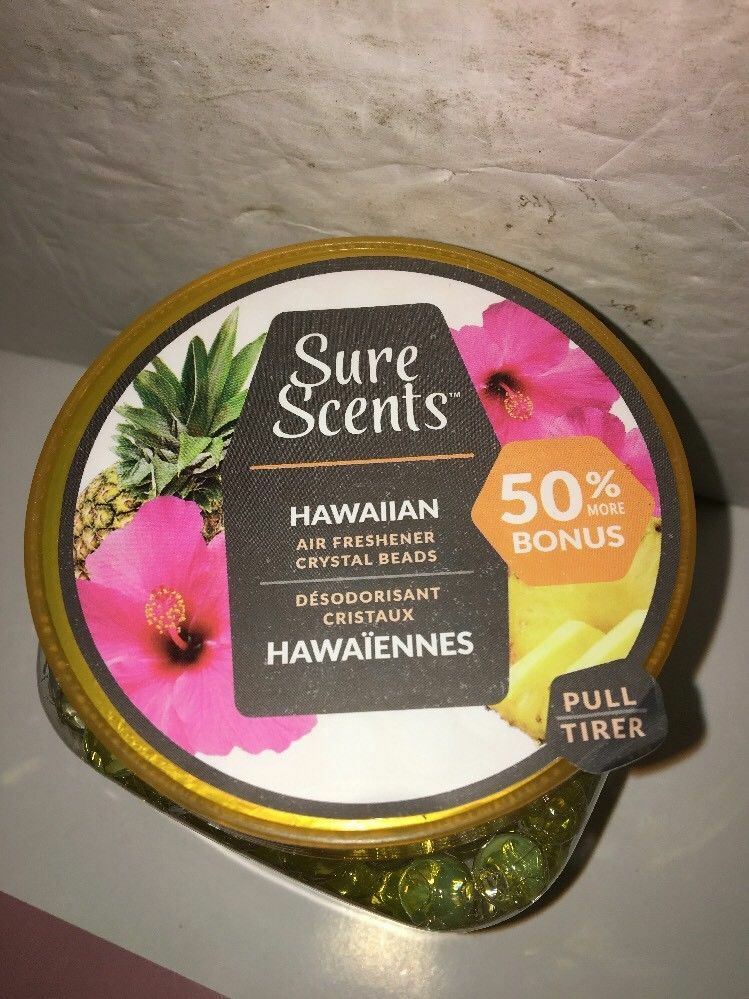 Sure
Scents™
HAWAIIAN
AIR FRESHENER
CRYSTAL BEADS
DÉSODORISANT
CRISTAUX
HAWAÏENNES
50%
MORE
BONUS
PULL
TIRER